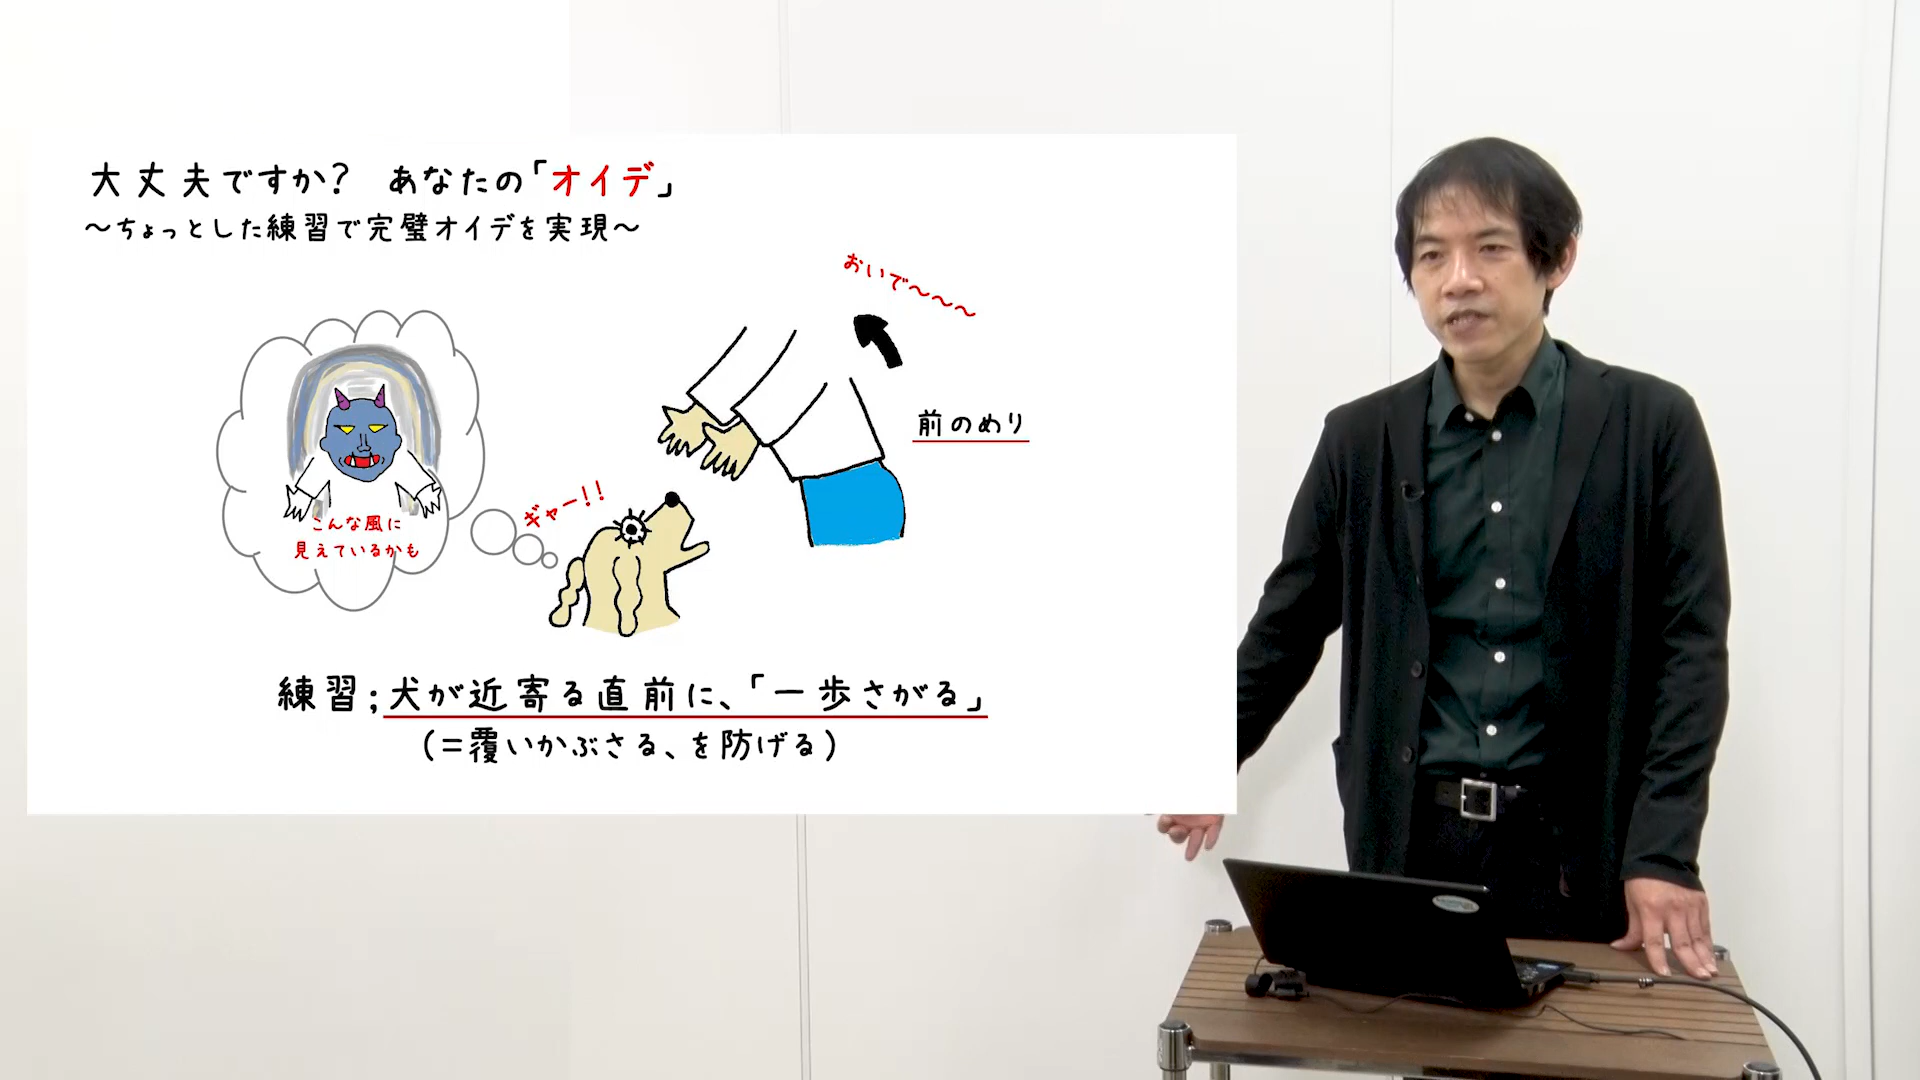 大丈夫ですか? あなたの「オイデ」
～ちょっとした練習で完璧オイデを実現～
おいで～～～
前のめり
ギャー!!
こんな風に
見えているかも
練習;犬が近寄る直前に、「一歩さがる」
(=覆いかぶさる、を防げる)